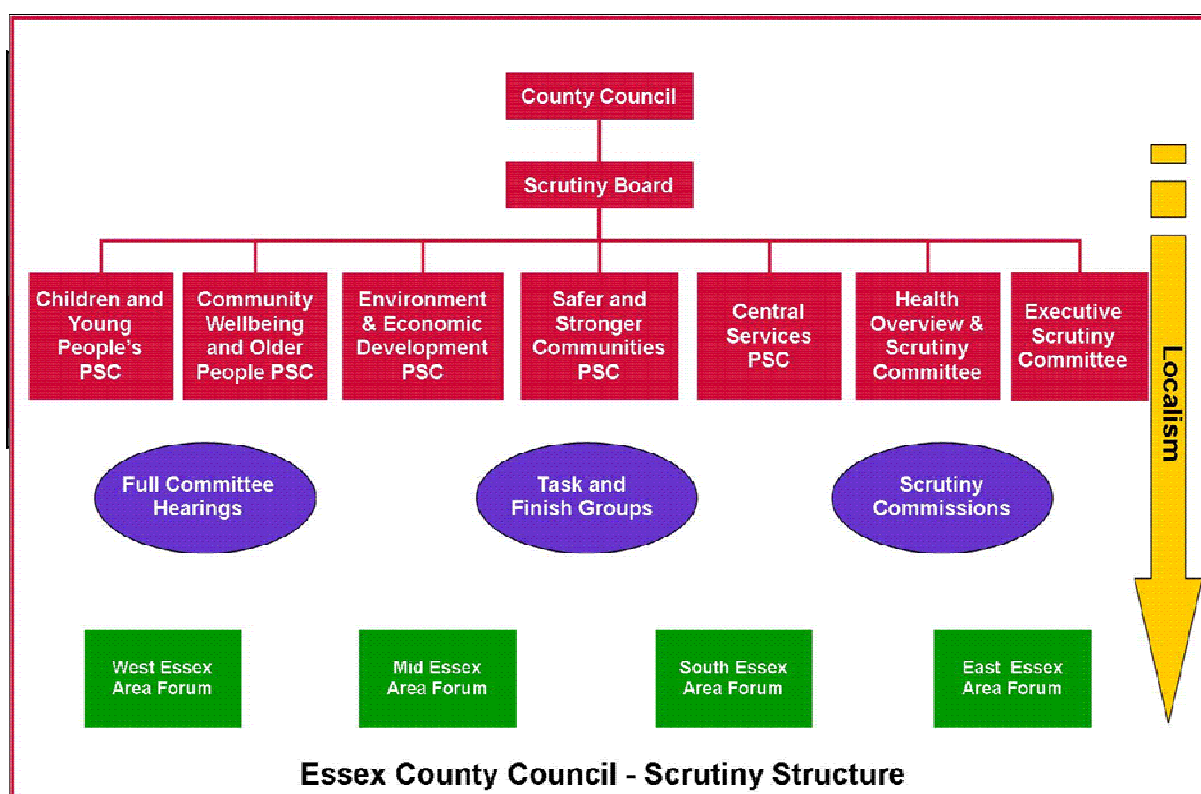 County Council
Scrutiny Board
Children and
Young
People's
PSC
Community
Wellbeing
and Older
People PSC
Environment
& Economic
Development
PSC
Safer and
Stronger
Communities
PSC
Central
Services
PSC
Health
Overview &
Scrutiny
Committee
Executive
Scrutiny
Committee
Localism
Full Committee
Hearings
Task and
Finish Groups
Scrutiny
Commissions
West Essex
Area Forum
Mid Essex
Area Forum
South Essex
Area Forum
East Essex
Area Forum
Essex County Council - Scrutiny Structure